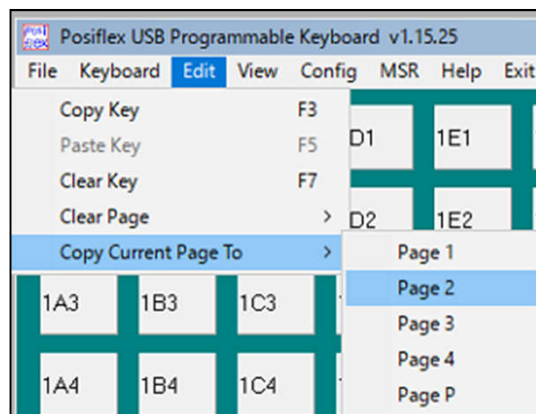 Posiflex USB Programmable Keyboard v1.15.25
File Keyboard Edit View Config MSR Help Exit
Copy Key F3
Paste Key F5
Clear Key F7
Clear Page >
Copy Current Page To >
Page 1
Page 2
Page 3
Page 4
Page P
D1 1E1
D2 1E2
1A3 1B3 1C3
1A4 1B4 1C4